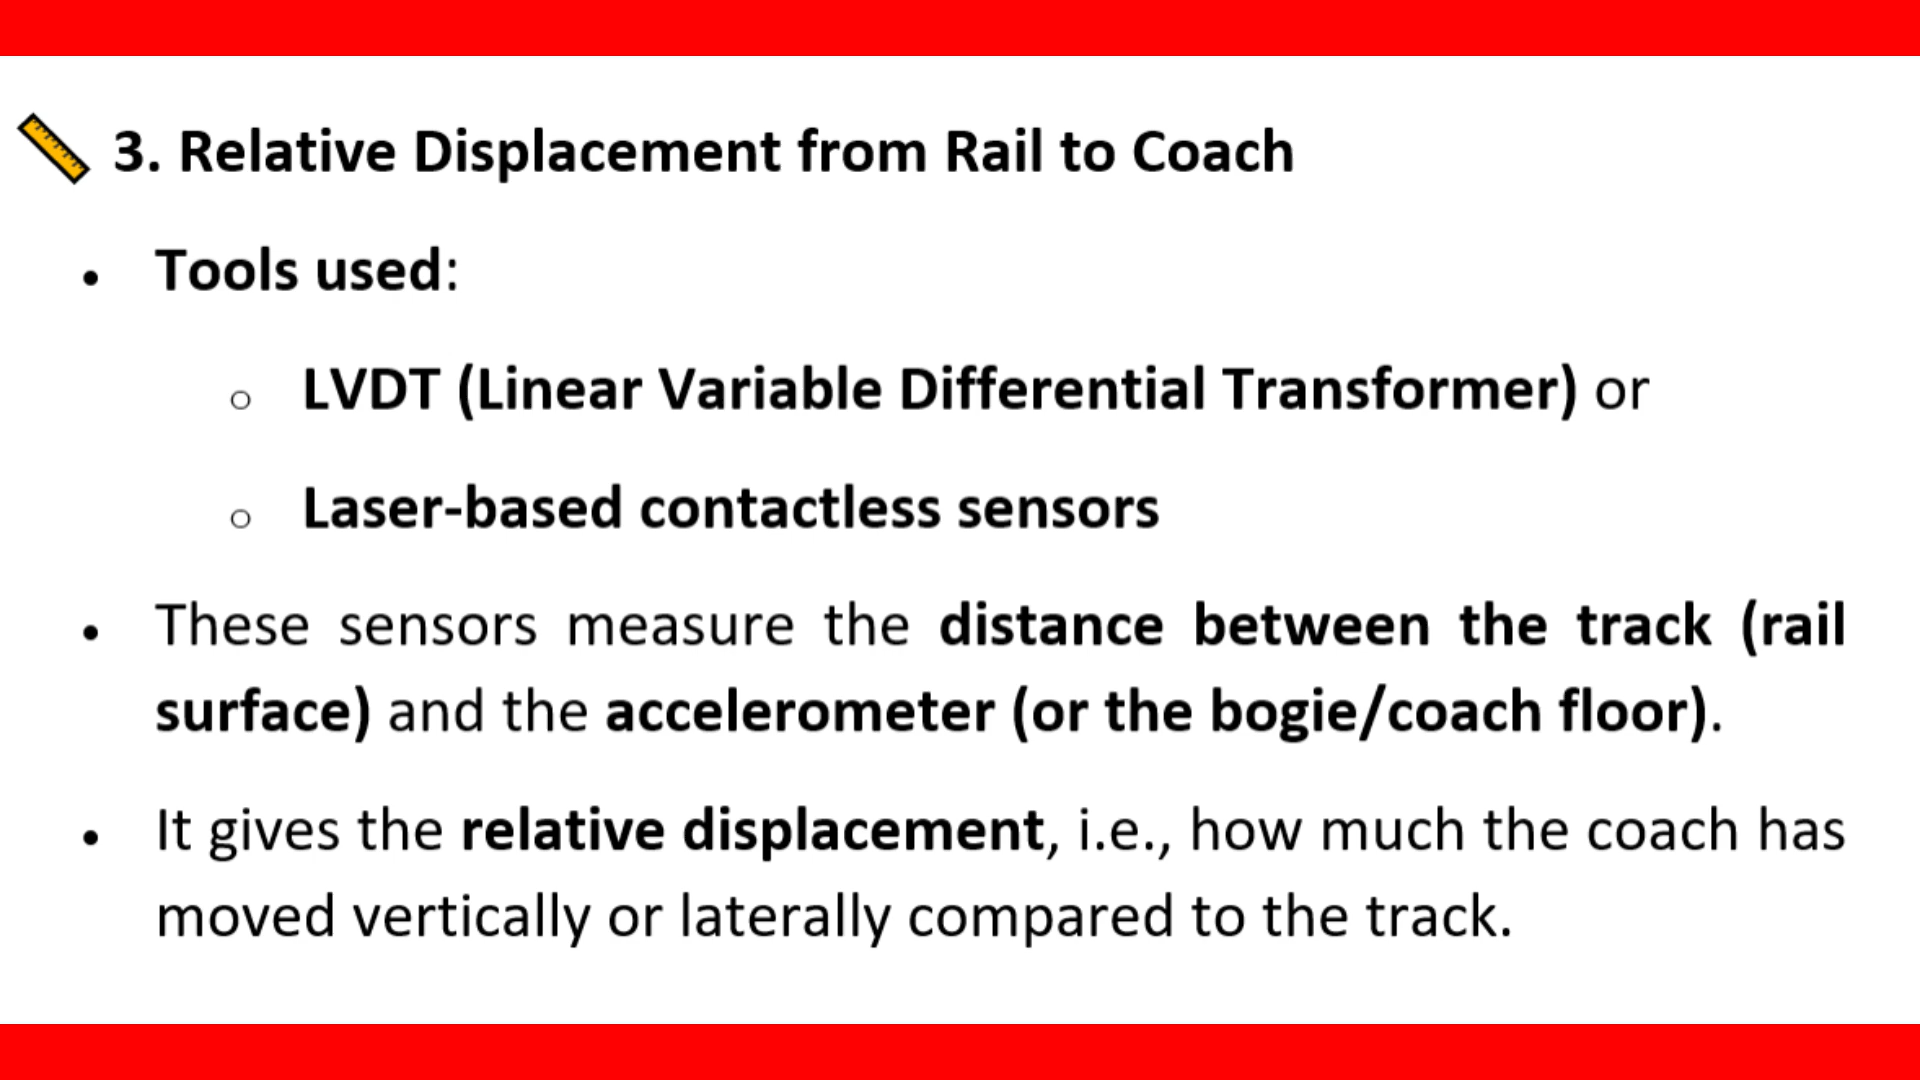 3. Relative Displacement from Rail to Coach
• Tools used:
○ LVDT (Linear Variable Differential Transformer) or
○ Laser-based contactless sensors
• These sensors measure the distance between the track (rail
surface) and the accelerometer (or the bogie/coach floor).
• It gives the relative displacement, i.e., how much the coach has
moved vertically or laterally compared to the track.